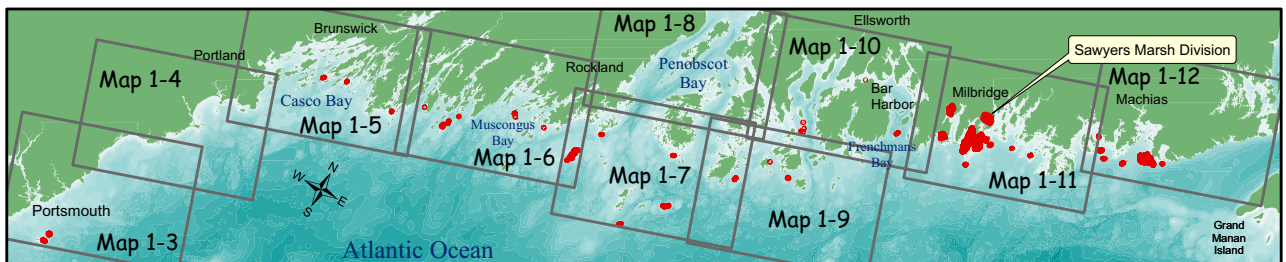 Map 1-8
Ellsworth
Brunswick
Map 1-10
Sawyers Marsh Division
Portland
Map 1-4
Rockland
Penobscot
Bay
Map 1-12
Bar
Harbor
Milbridge
Machias
Casco Bay
Map 1-5
Muscongus
Bay
Map 1-6
Frenchmans
Bay
Map 1-7
Map 1-11
N
W
E
S
Portsmouth
Map 1-9
Map 1-3
Atlantic Ocean
Grand
Manan
Island